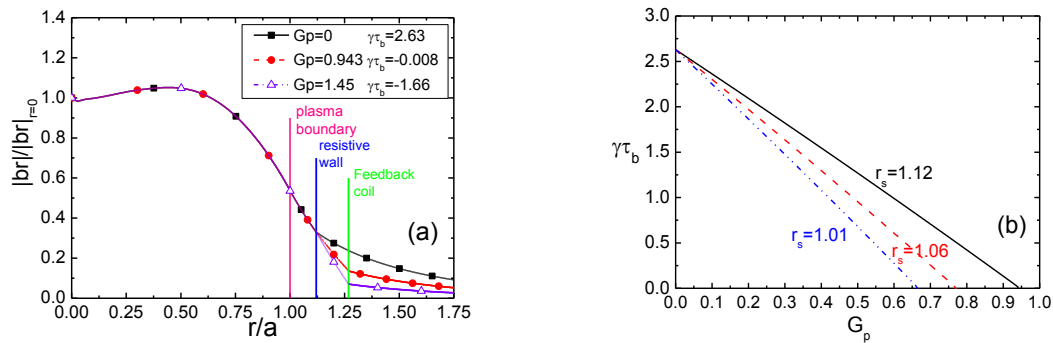 1.4
1.2
1.0
0.8
0.6
0.4
0.2
0.0
|br|/|br|r=0
Gp=0 γτb=2.63
Gp=0.943 γτb=-0.008
Gp=1.45 γτb=-1.66
plasma
boundary
resistive
wall
Feedback
coil
(a)
0.00 0.25 0.50 0.75 1.00 1.25 1.50 1.75
r/a
3.0
2.5
2.0
1.5
1.0
0.5
0.0
γτb
rs=1.12
rs=1.06
rs=1.01
(b)
0.0 0.1 0.2 0.3 0.4 0.5 0.6 0.7 0.8 0.9 1.0
Gp